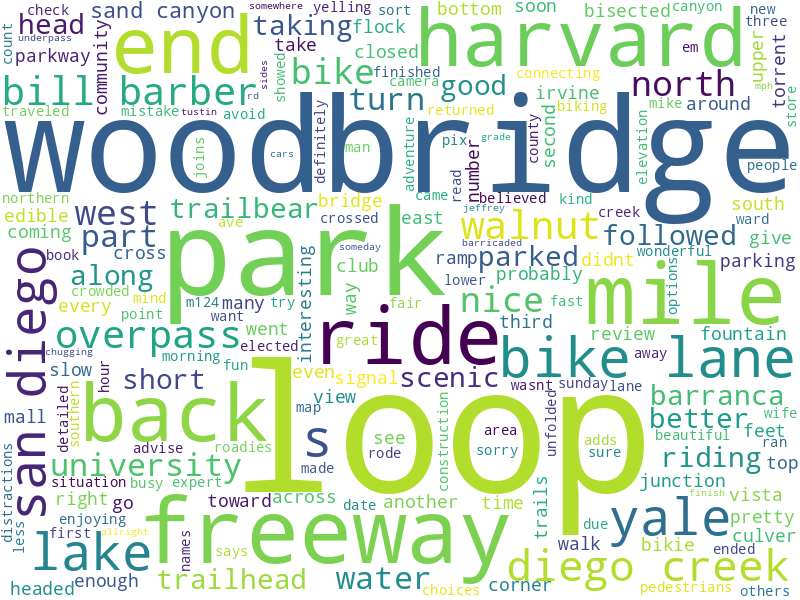 sand canyon
somewhere
yelling
sort
soon
bisected
canyon
new
check
underpass
head
end
taking
flock
bottom
harvard
em
three
count
rd
sides
parkway
community
showed
take
closed
upper
torrent
bill barber
bike
finished
camera
good
connecting
north
mph
traveled
mistake
tustin
avoid
turn
returned
biking
irvine
second
mike
around
store
joins
definitely
man
adventure
pix
grade
county
elevation
people
woodbridge
cars
read
number
northern
edible
west
trailbear
bridge
came
believed
jeffrey
kind
creek
south
ward
coming
part
ave
crossed
east
walnut
followed
wonderful
book
cross
someday
barricaded
didnt
give
san diego
along
park
club
ramp
parked
options
parking
every
crowded
mind
m124
many
try
interesting
way
lower
probably
mile
point
want
fair
nice
fast
overpass
went
ride
third
review
fountain
chugging
morning
elected
great
bike lane
away
slow
fun
even
signal
scenic
wasnt
sunday
lane
wife
mall
detailed
southern
hour
short
view
map
rode
barranca
back
loop
unfolded
better
feet
beautiful
ran
distractions
less
advise
roadies
s
see
area
adds
sure
made
sorry
construction
university
situation
busy
expert
riding
top
junction
right
go
toward
across
date
another
time
trails
vista
finish
first
enjoying
allright
names
freeway
due
yale
pretty
culver
lake
says
walk
bikie
headed
enough
trailhead
water
choices
corner
diego creek
ended
pedestrians
others